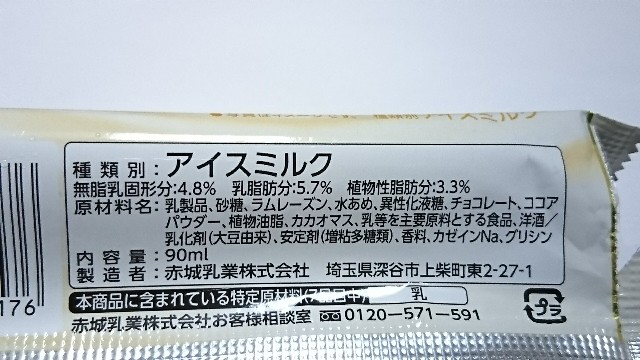 種類別：アイスミルク
無脂乳固形分:4.8%　乳脂肪分:5.7%　植物性脂肪分:3.3%
原材料名：乳製品、砂糖、ラムレーズン、水あめ、異性化液糖、チョコレート、ココア
パウダー、植物油脂、カカオマス、乳等を主要原料とする食品、洋酒／
乳化剤（大豆由来）、安定剤（増粘多糖類）、香料、カゼインNa、グリシン
内容量：90ml
製造者：赤城乳業株式会社　埼玉県深谷市上柴町東2-27-1
本商品に含まれている特定原材料(7品目中)　乳
赤城乳業株式会社お客様相談室 0120-571-591
プラ
176